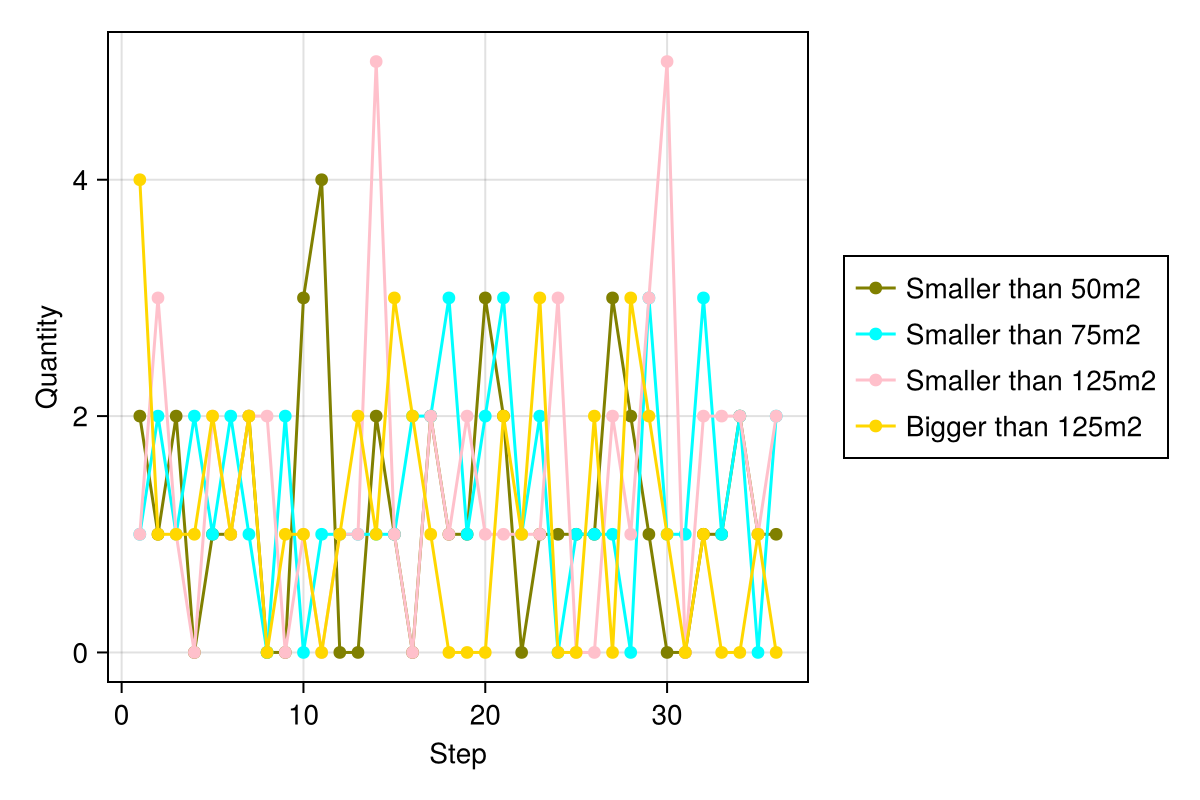 4
2
0
0 10 20 30
Quantity
Step
Smaller than 50m2
Smaller than 75m2
Smaller than 125m2
Bigger than 125m2